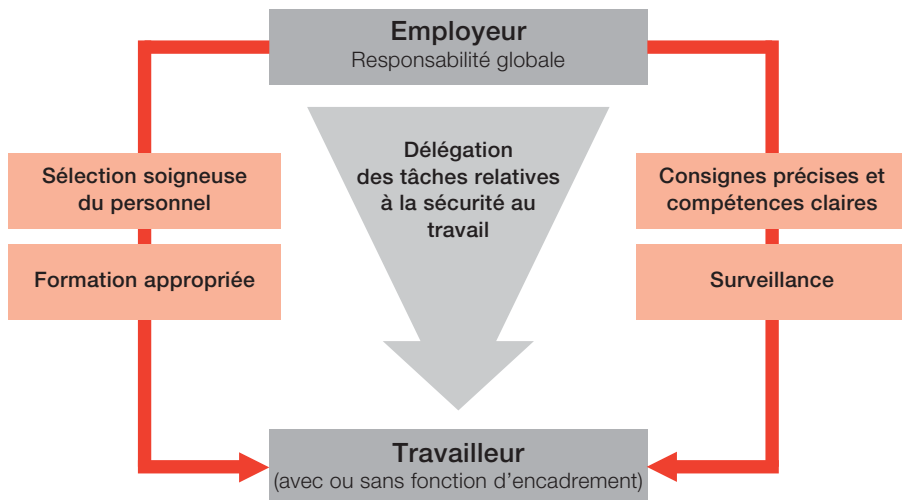 Employeur
Responsabilité globale
Délégation
des tâches relatives
à la sécurité au
travail
Sélection soigneuse
du personnel
Formation appropriée
Consignes précises et
compétences claires
Surveillance
Travailleur
(avec ou sans fonction d'encadrement)